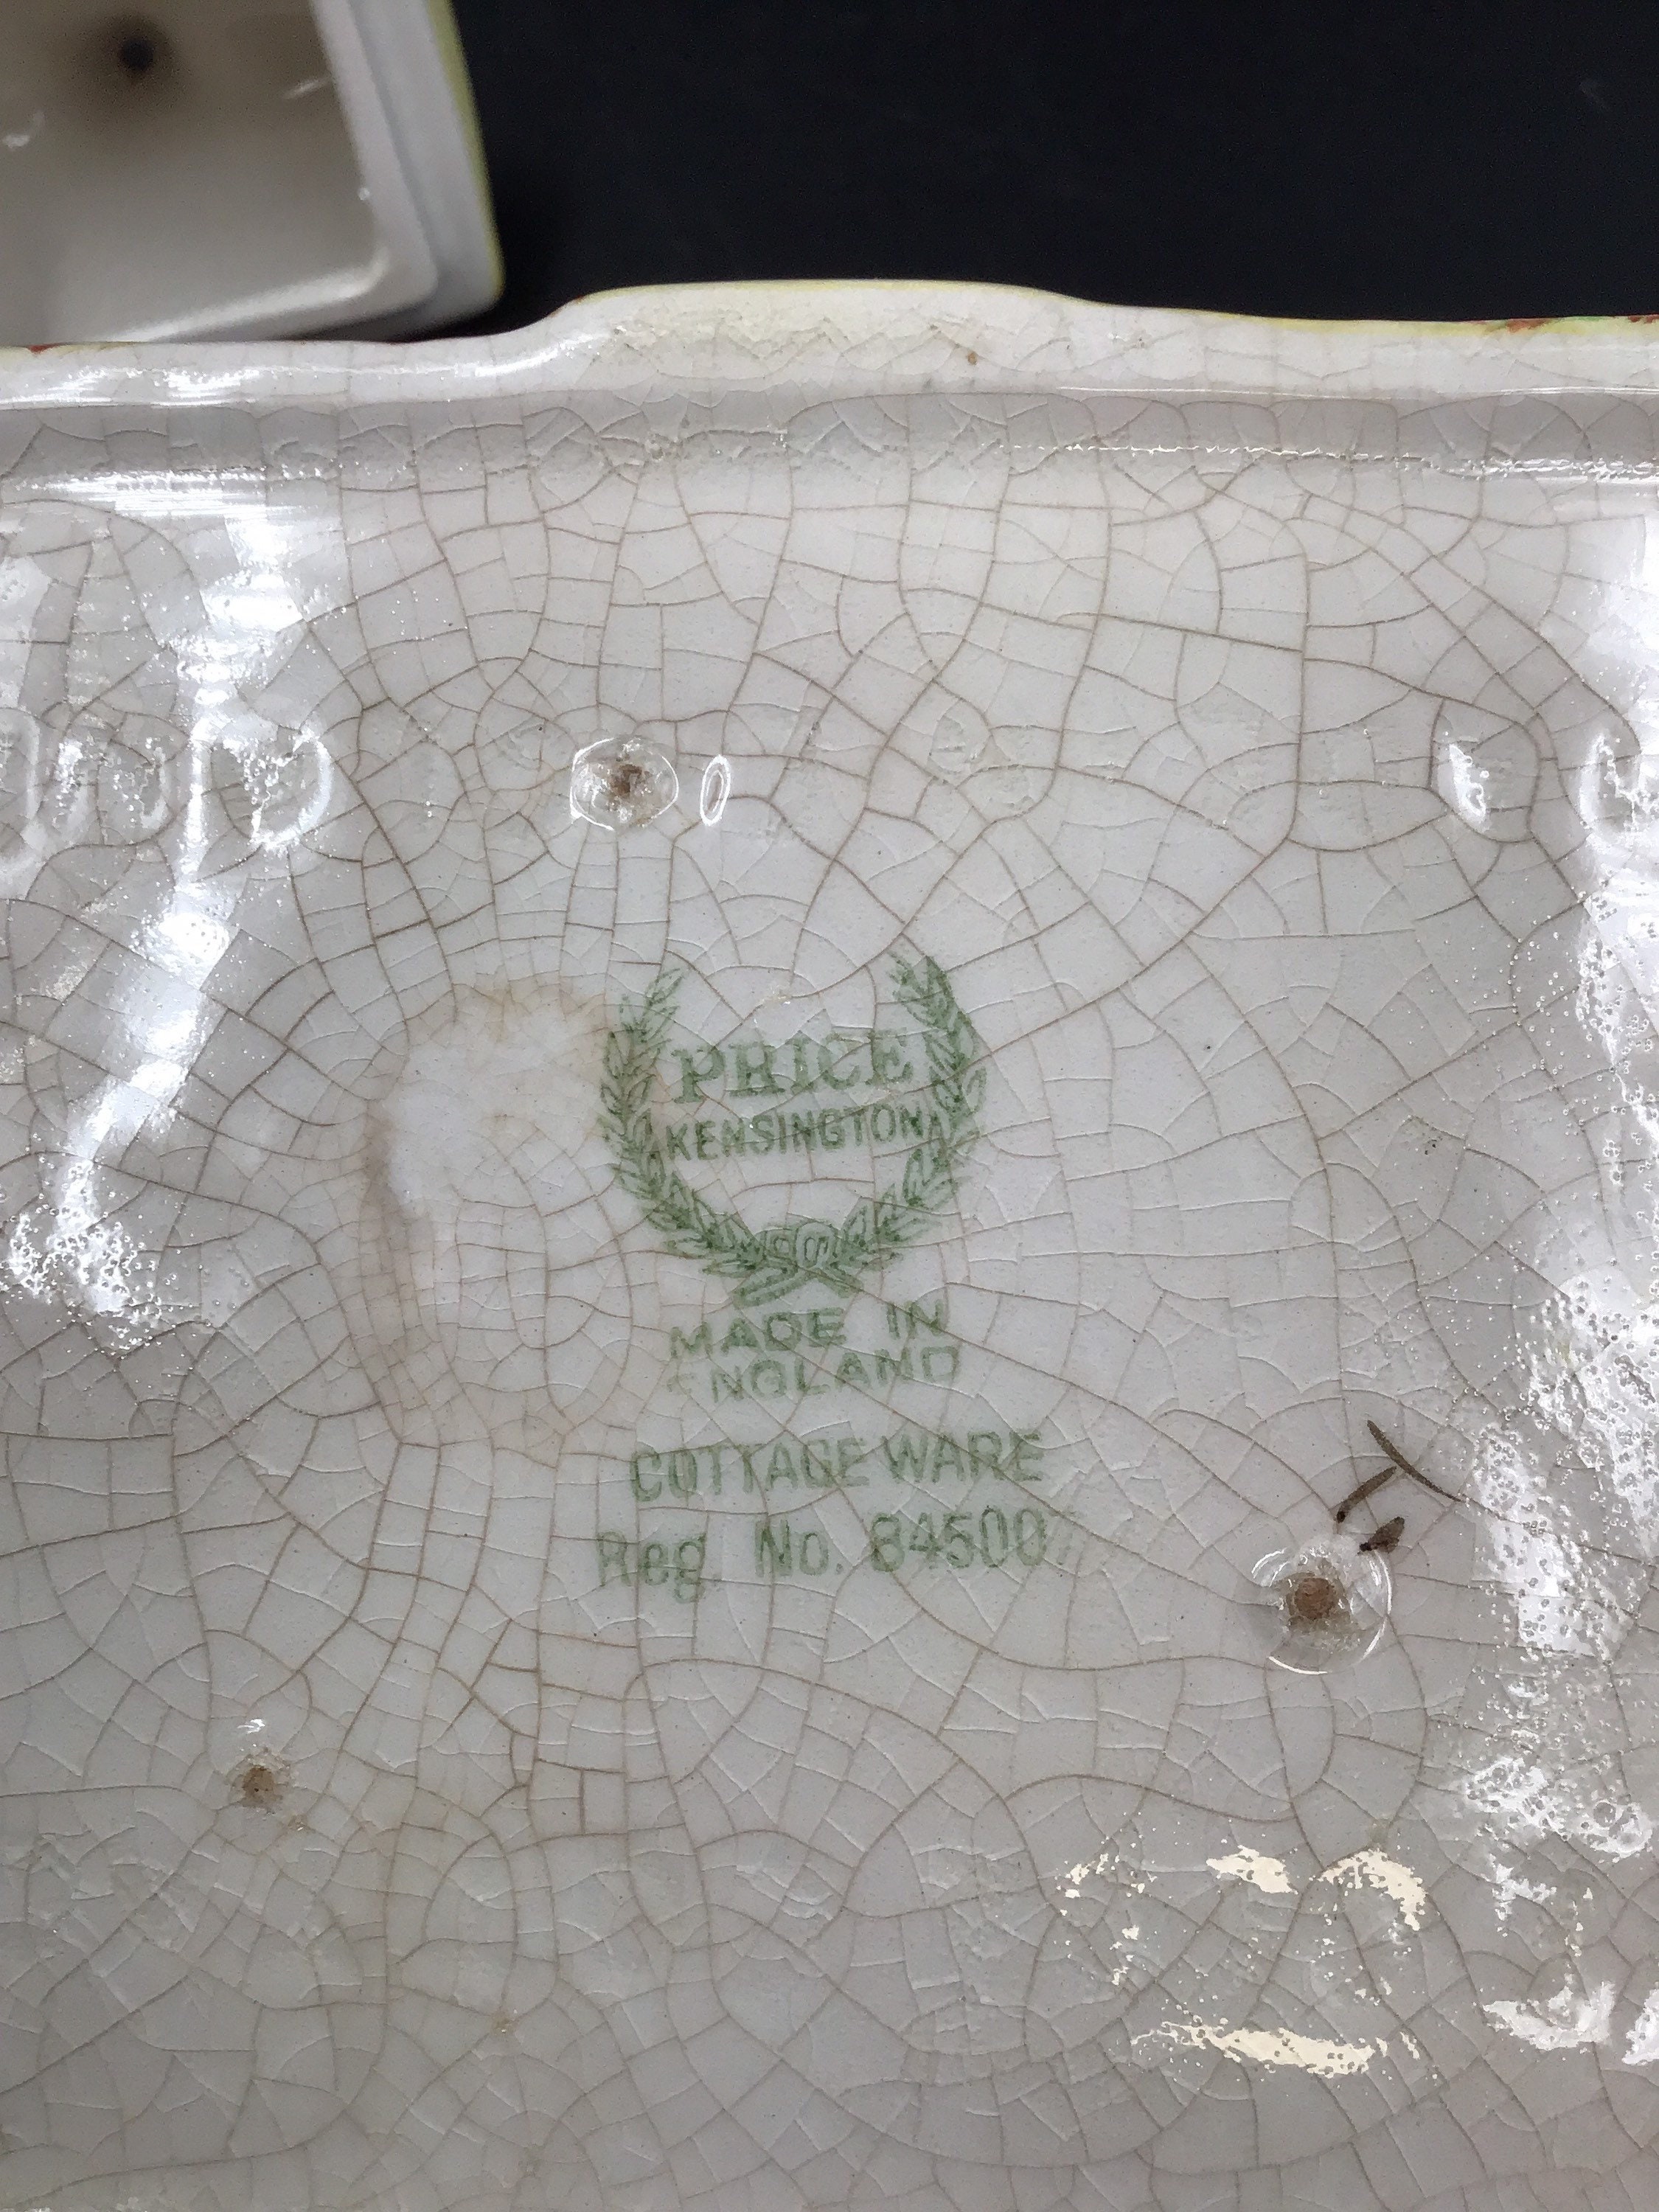 PRICE
KENSINGTON
MADE IN
ENGLAND
COTTAGE WARE
Reg. No. 84500